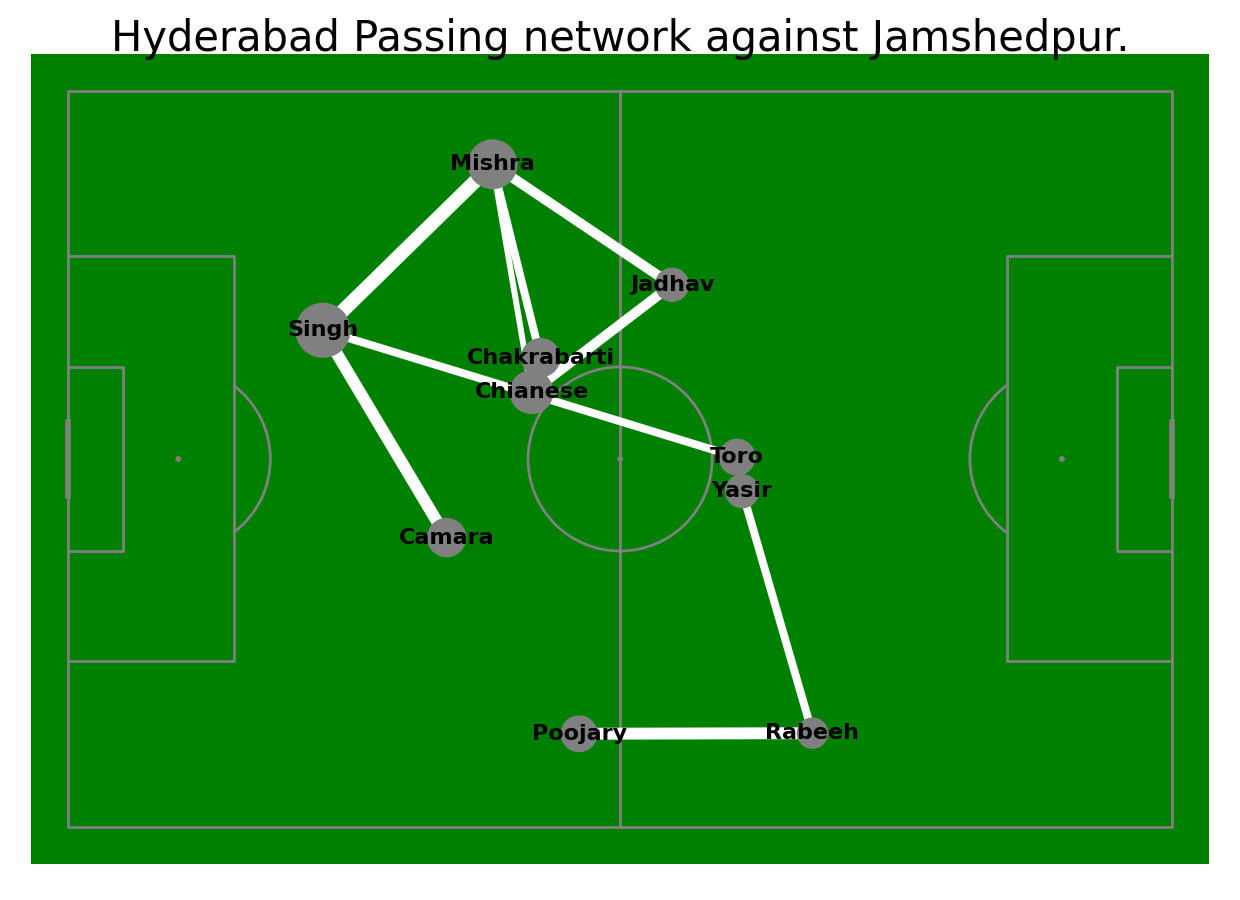 Hyderabad Passing network against Jamshedpur.
Mishra
Jadhav
Singh
Chakrabarti
Chianese
Toro
Yasir
Camara
Poojary
Rabeeh